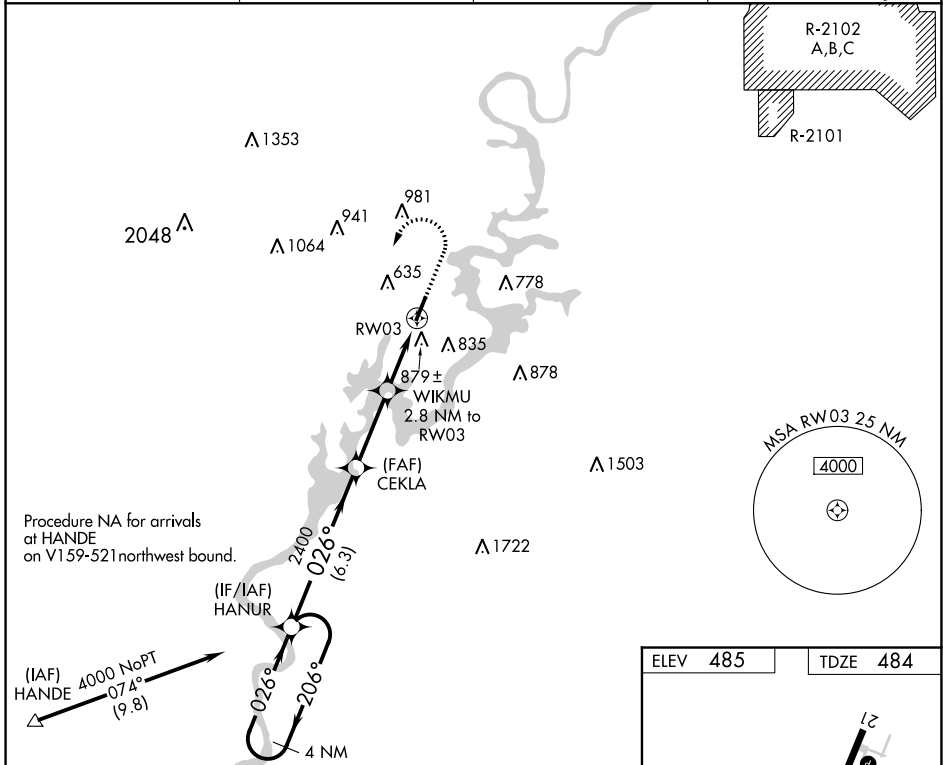 R-2102
A,B,C
R-2101
1353
981
941
2048
1064
635
778
RW03
835
879±
878
WIKMU
2.8 NM to
RW03
MSA RW03 25 NM
4000
(FAF)
CEKLA
1503
Procedure NA for arrivals
at HANDE
on V159-521 northwest bound.
2400
026°
(6.3)
1722
(IF/IAF)
HANUR
(IAF)
HANDE
4000 NoPT
074°
(9.8)
026°
206°
4 NM
ELEV 485
TDZE 484
21
P